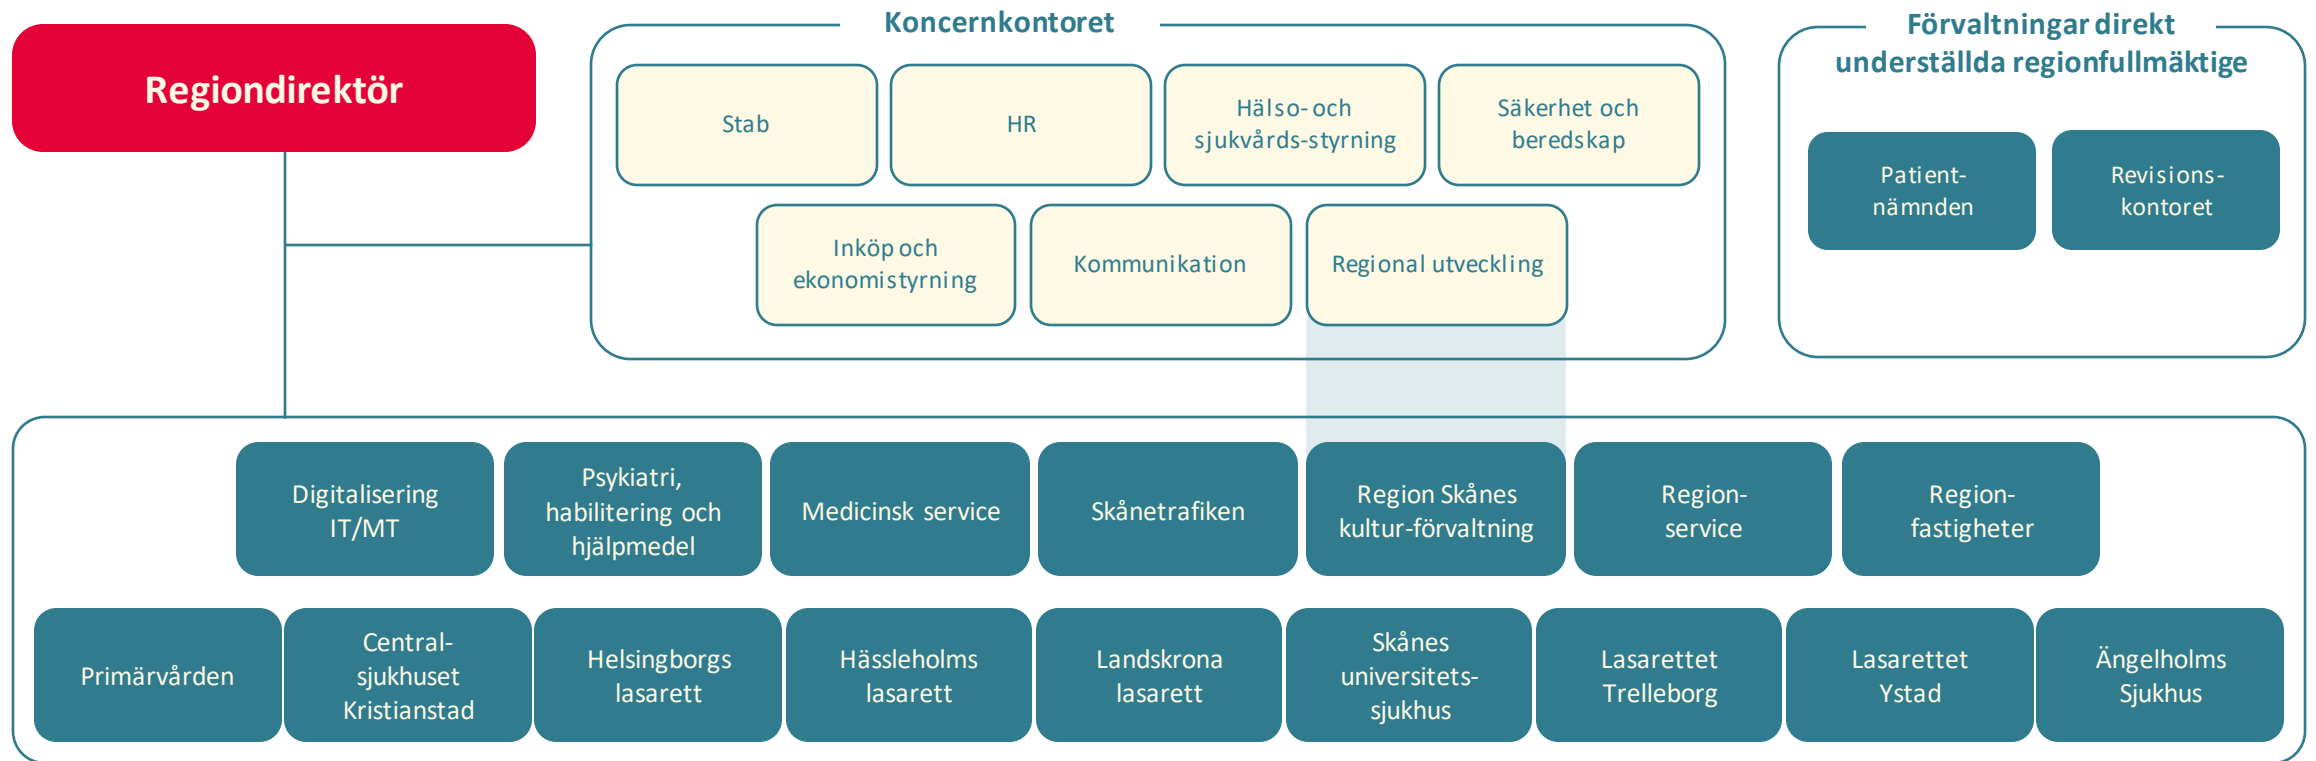 Regiondirektör
Koncernkontoret
Stab
HR
Hälso- och
sjukvårds-styrning
Säkerhet och
beredskap
Inköp och
ekonomistyrning
Kommunikation
Regional utveckling
Förvaltningar direkt
underställda regionfullmäktige
Patient-
nämnden
Revisions-
kontoret
Digitalisering
IT/MT
Psykiatri,
habilitering och
hjälpmedel
Medicinsk service
Skånetrafiken
Region Skånes
kultur-förvaltning
Region-
service
Region-
fastigheter
Primärvården
Central-
sjukhuset
Kristianstad
Helsingborgs
lasarett
Hässleholms
lasarett
Landskrona
lasarett
Skånes
universitets-
sjukhus
Lasarettet
Trelleborg
Lasarettet
Ystad
Ängelholms
Sjukhus